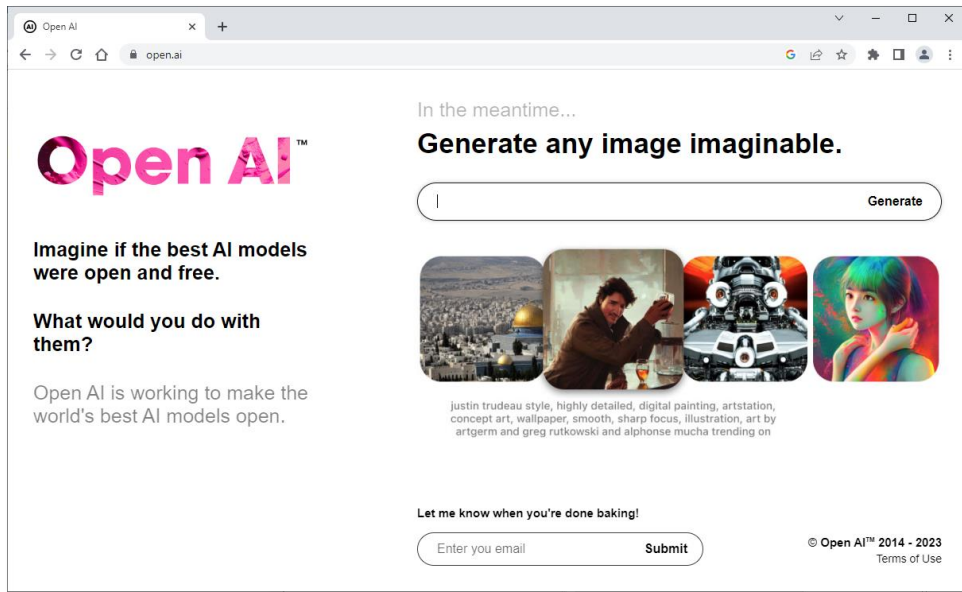 Open AI
open.ai
Open AI™
Imagine if the best AI models
were open and free.
What would you do with
them?
Open AI is working to make the
world's best AI models open.
In the meantime...
Generate any image imaginable.
Generate
justin trudeau style, highly detailed, digital painting, artstation,
concept art, wallpaper, smooth, sharp focus, illustration, art by
artgerm and greg rutkowski and alphonse mucha trending on
Let me know when you're done baking!
Enter you email
Submit
© Open AI™ 2014 - 2023
Terms of Use